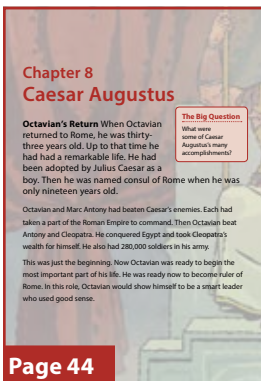 Chapter 8
Caesar Augustus
Octavian's Return When Octavian
returned to Rome, he was thirty-
three years old. Up to that time he
had had a remarkable life. He had
been adopted by Julius Caesar as a
boy. Then he was named consul of Rome when he was
only nineteen years old.
The Big Question
What were
some of Caesar
Augustus's many
accomplishments?
Octavian and Marc Antony had beaten Caesar's enemies. Each had
taken a part of the Roman Empire to command. Then Octavian beat
Antony and Cleopatra. He conquered Egypt and took Cleopatra's
wealth for himself. He also had 280,000 soldiers in his army.
This was just the beginning. Now Octavian was ready to begin the
most important part of his life. He was ready now to become ruler of
Rome. In this role, Octavian would show himself to be a smart leader
who used good sense.
Page 44